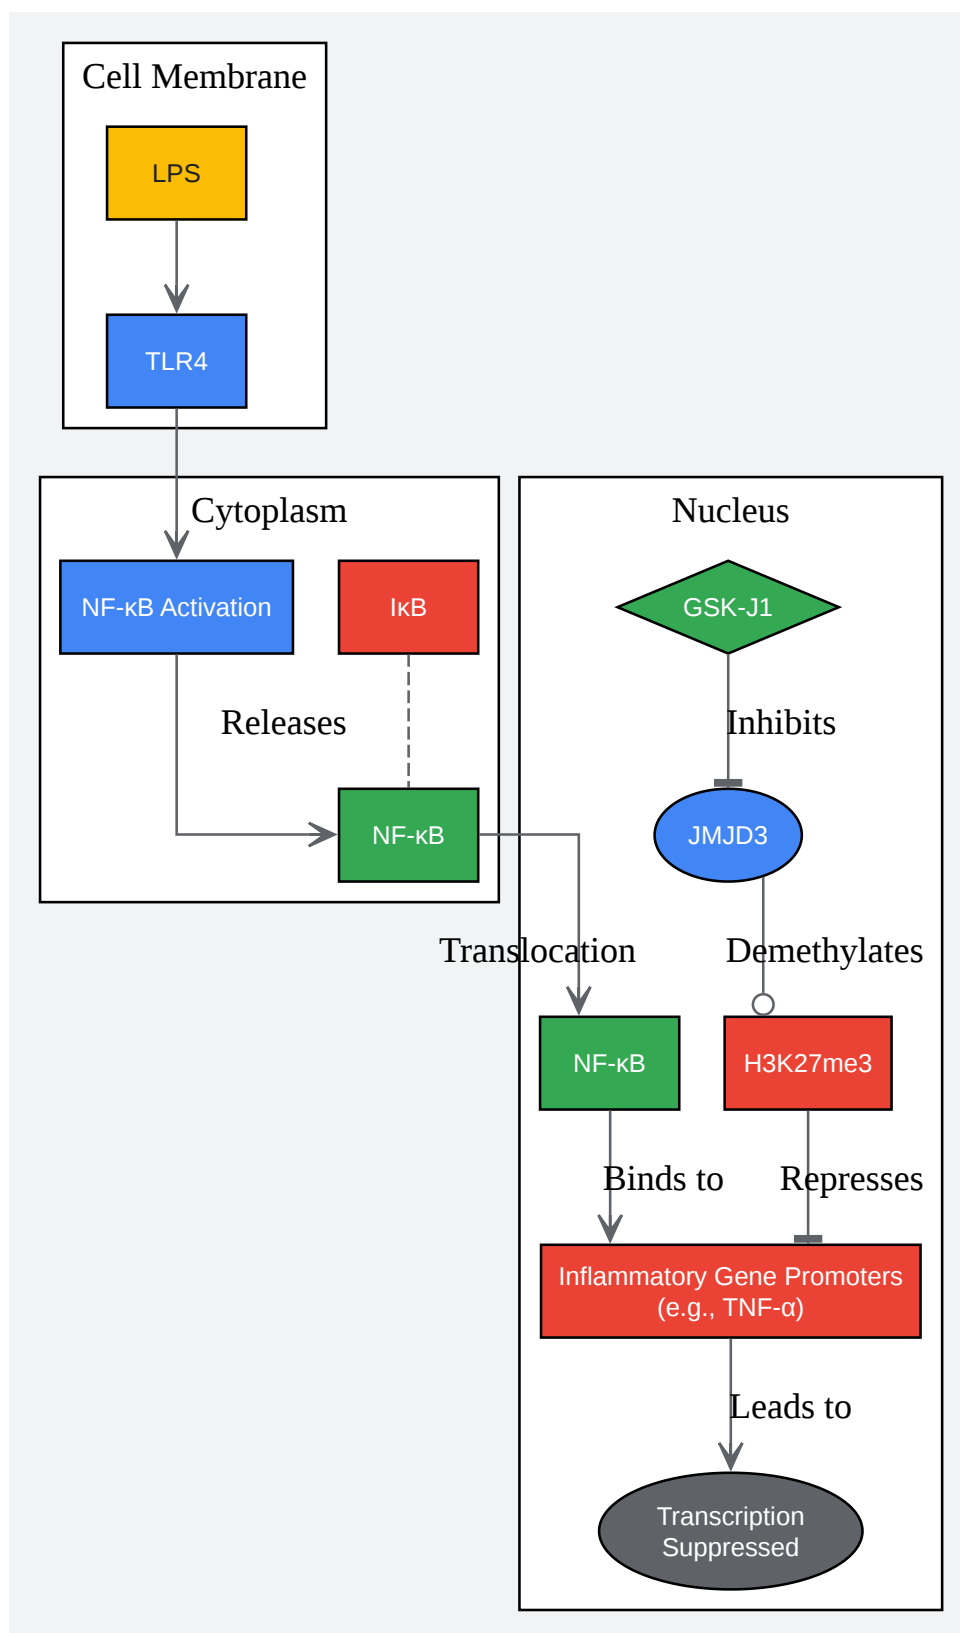 Cell Membrane
LPS
TLR4
Cytoplasm
NF-κB Activation
IκB
Releases
NF-κB
Nucleus
GSK-J1
Inhibits
JMJD3
Translocation
Demethylates
NF-κB
H3K27me3
Binds to
Represses
Inflammatory Gene Promoters
(e.g., TNF-α)
Leads to
Transcription
Suppressed